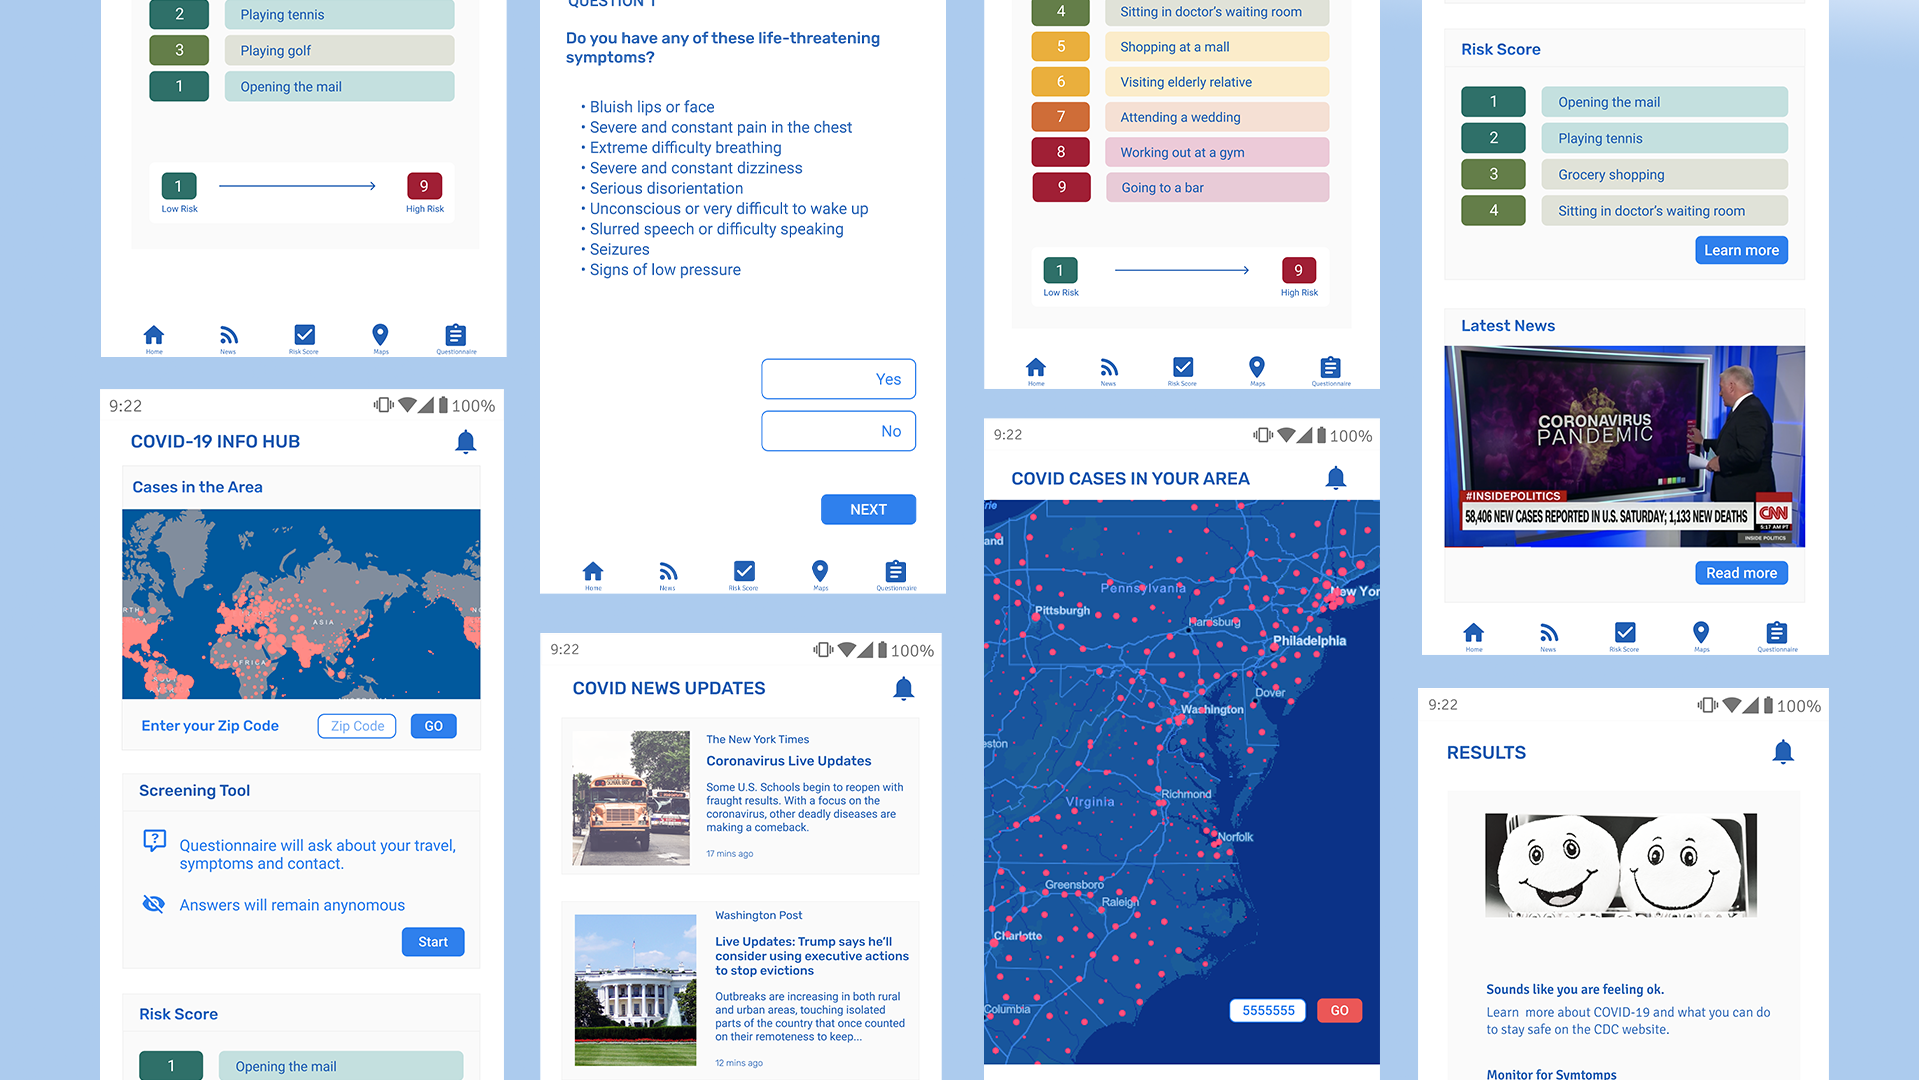 2
Playing tennis
3
Playing golf
1
Opening the mail
1
9
Low Risk
High Risk
Home
News
Risk Score
Maps
Questionnaire
9:22
100%
COVID-19 INFO HUB
Cases in the Area
ASIA
AFRICA
Enter your Zip Code
Zip Code
GO
Screening Tool
Questionnaire will ask about your travel,
symptoms and contact.
Answers will remain anynomous
Start
Risk Score
1
Opening the mail
QUESTION 1
Do you have any of these life-threatening
symptoms?
• Bluish lips or face
• Severe and constant pain in the chest
• Extreme difficulty breathing
• Severe and constant dizziness
• Serious disorientation
• Unconscious or very difficult to wake up
• Slurred speech or difficulty speaking
• Seizures
• Signs of low pressure
Yes
No
NEXT
Home
News
Risk Score
Maps
Questionnaire
9:22
100%
COVID NEWS UPDATES
SCHOOL BUS
The New York Times
Coronavirus Live Updates
Some U.S. Schools begin to reopen with
fraught results. With a focus on the
coronavirus, other deadly diseases are
making a comeback.
17 mins ago
Washington Post
Live Updates: Trump says he'll
consider using executive actions
to stop evictions
Outbreaks are increasing in both rural
and urban areas, touching isolated
parts of the country that once counted
on their remoteness to keep...
12 mins ago
4
Sitting in doctor's waiting room
5
Shopping at a mall
6
Visiting elderly relative
7
Attending a wedding
8
Working out at a gym
9
Going to a bar
1
9
Low Risk
High Risk
Home
News
Risk Score
Maps
Questionnaire
9:22
100%
COVID CASES IN YOUR AREA
rie
and
Pennsylvania
New Yor
Pittsburgh
Harrisburg
Philadelphia
Dover
Washington
eston
Richmond
Virginia
Norfolk
Greensboro
Raleigh
Charlotte
Columbia
5555555
GO
Risk Score
1
Opening the mail
2
Playing tennis
3
Grocery shopping
4
Sitting in doctor's waiting room
Learn more
Latest News
CORONAVIRUS
PANDEMIC
#INSIDEPOLITICS
58,406 NEW CASES REPORTED IN U.S. SATURDAY; 1,133 NEW DEATHS
CNN
5:17 AM PT
INSIDE POLITICS
Read more
Home
News
Risk Score
Maps
Questionnaire
9:22
100%
RESULTS
Sounds like you are feeling ok.
Learn more about COVID-19 and what you can do
to stay safe on the CDC website.
Monitor for Symtomps